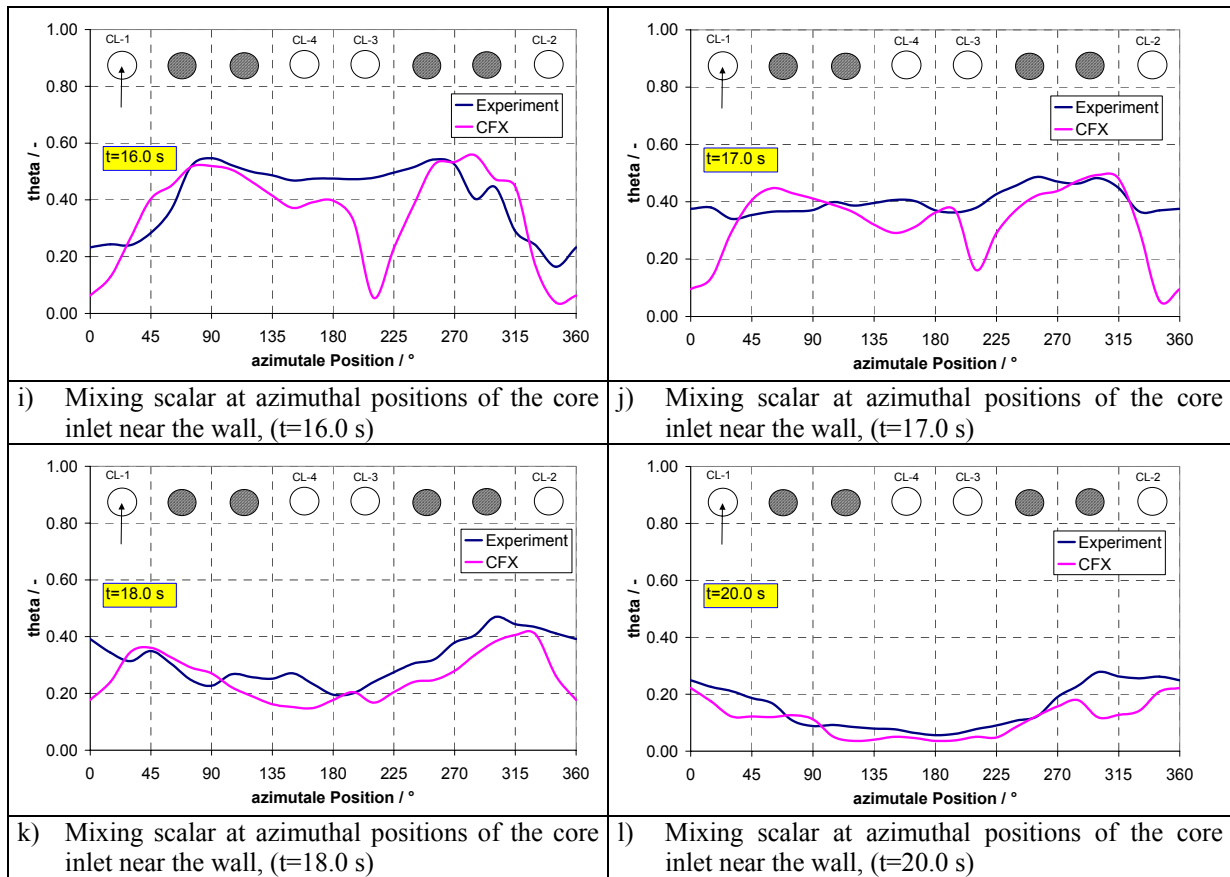 1.00
0.80
0.60
0.40
0.20
0.00
theta / -
CL-1
CL-4
CL-3
CL-2
Experiment
CFX
t=16.0 s
0 45 90 135 180 225 270 315 360
azimutale Position / °
1.00
0.80
0.60
0.40
0.20
0.00
theta / -
CL-1
CL-4
CL-3
CL-2
Experiment
CFX
t=17.0 s
0 45 90 135 180 225 270 315 360
azimutale Position / °
i) Mixing scalar at azimuthal positions of the core
inlet near the wall, (t=16.0 s)
j) Mixing scalar at azimuthal positions of the core
inlet near the wall, (t=17.0 s)
1.00
0.80
0.60
0.40
0.20
0.00
theta / -
CL-1
CL-4
CL-3
CL-2
Experiment
CFX
t=18.0 s
0 45 90 135 180 225 270 315 360
azimutale Position / °
1.00
0.80
0.60
0.40
0.20
0.00
theta / -
CL-1
CL-4
CL-3
CL-2
Experiment
CFX
t=20.0 s
0 45 90 135 180 225 270 315 360
azimutale Position / °
k) Mixing scalar at azimuthal positions of the core
inlet near the wall, (t=18.0 s)
l) Mixing scalar at azimuthal positions of the core
inlet near the wall, (t=20.0 s)